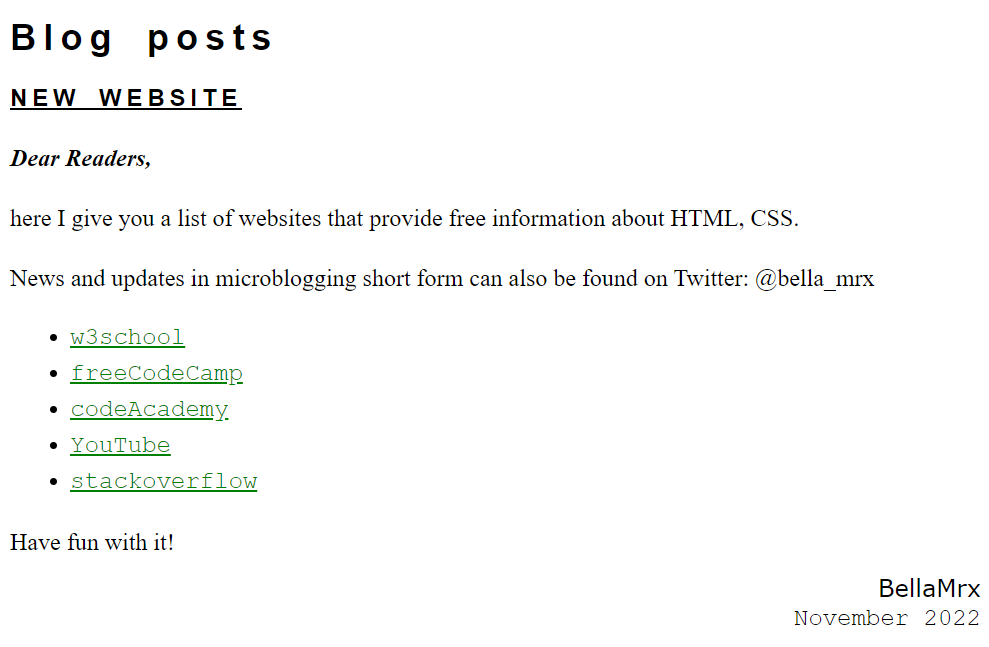 Blog posts
NEW WEBSITE
Dear Readers,
here I give you a list of websites that provide free information about HTML, CSS.
News and updates in microblogging short form can also be found on Twitter: @bella_mrx
w3school
freeCodeCamp
codeAcademy
YouTube
stackoverflow
Have fun with it!
BellaMrx
November 2022